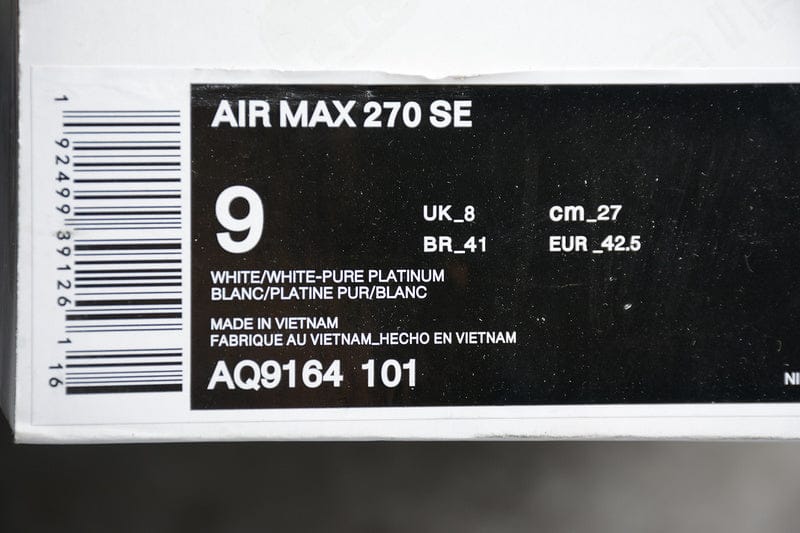 AIR MAX 270 SE
9
UK_8 cm_27
BR_41 EUR_42.5
WHITE/WHITE-PURE PLATINUM
BLANC/PLATINE PUR/BLANC
MADE IN VIETNAM
FABRIQUE AU VIETNAM_HECHO EN VIETNAM
AQ9164 101
NI
1 92499 39126 1 16